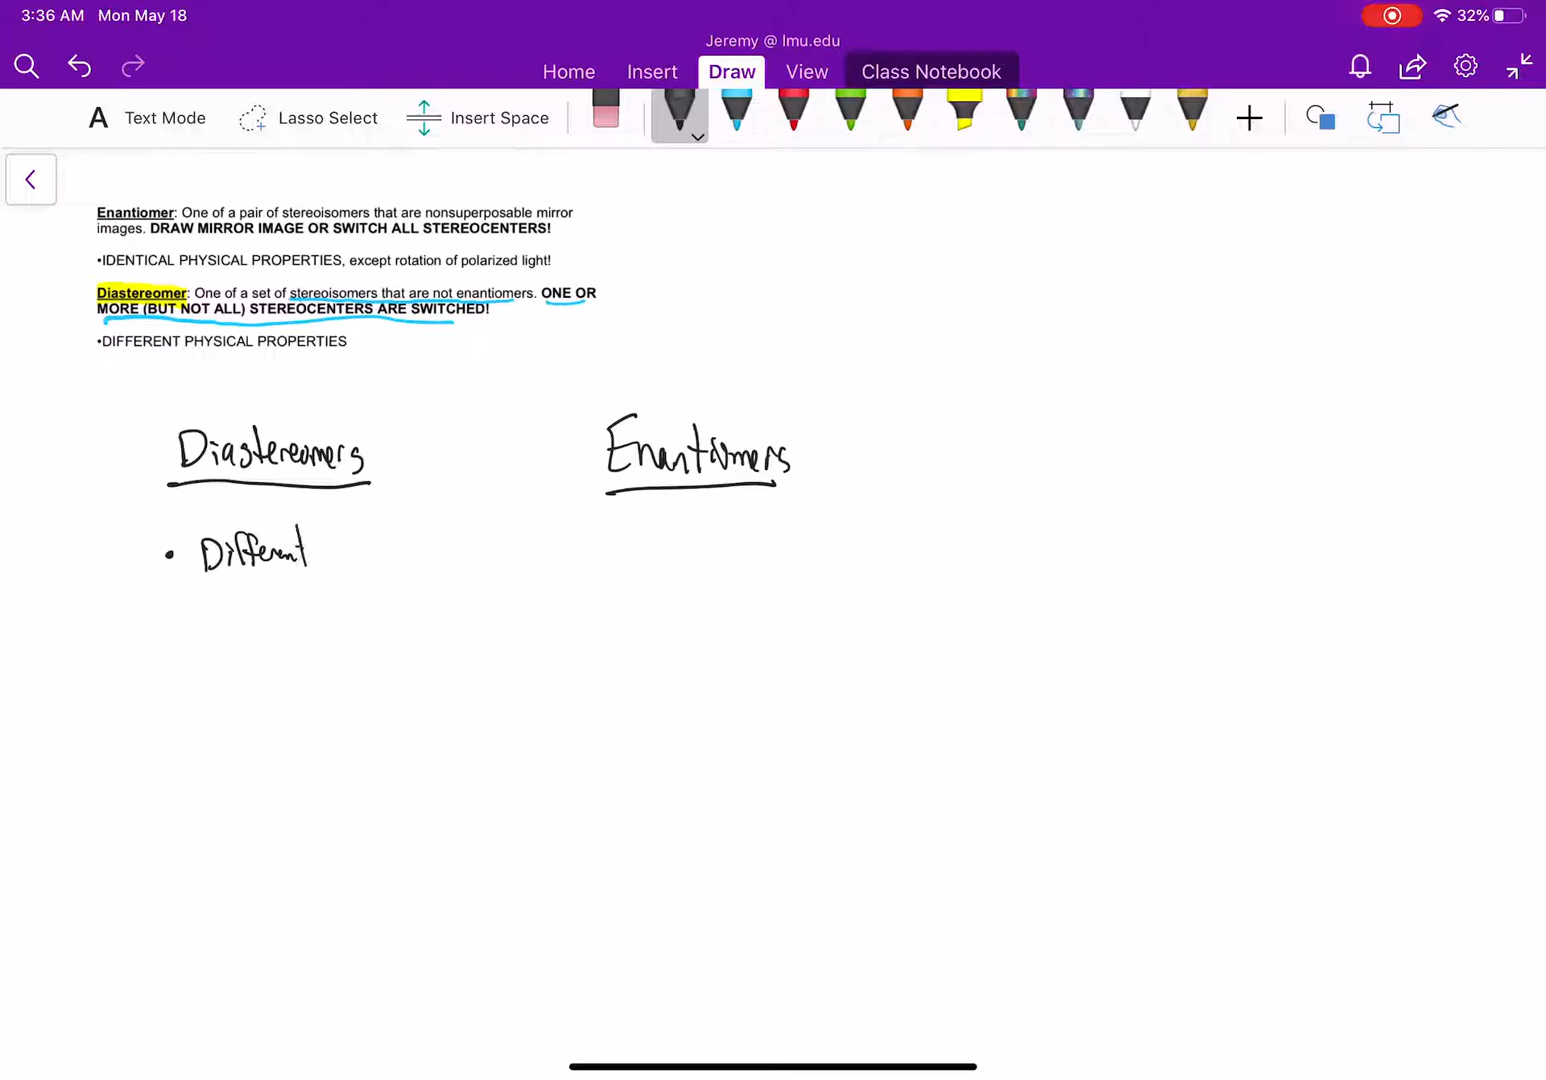 3:36 AM Mon May 18
32%
Jeremy @ lmu.edu
Home Insert Draw View Class Notebook
A Text Mode Lasso Select Insert Space
Enantiomer: One of a pair of stereoisomers that are nonsuperposable mirror
images. DRAW MIRROR IMAGE OR SWITCH ALL STEREOCENTERS!
•IDENTICAL PHYSICAL PROPERTIES, except rotation of polarized light!
Diastereomer: One of a set of stereoisomers that are not enantiomers. ONE OR
MORE (BUT NOT ALL) STEREOCENTERS ARE SWITCHED!
•DIFFERENT PHYSICAL PROPERTIES
Diastereomers Enantiomers
• Different